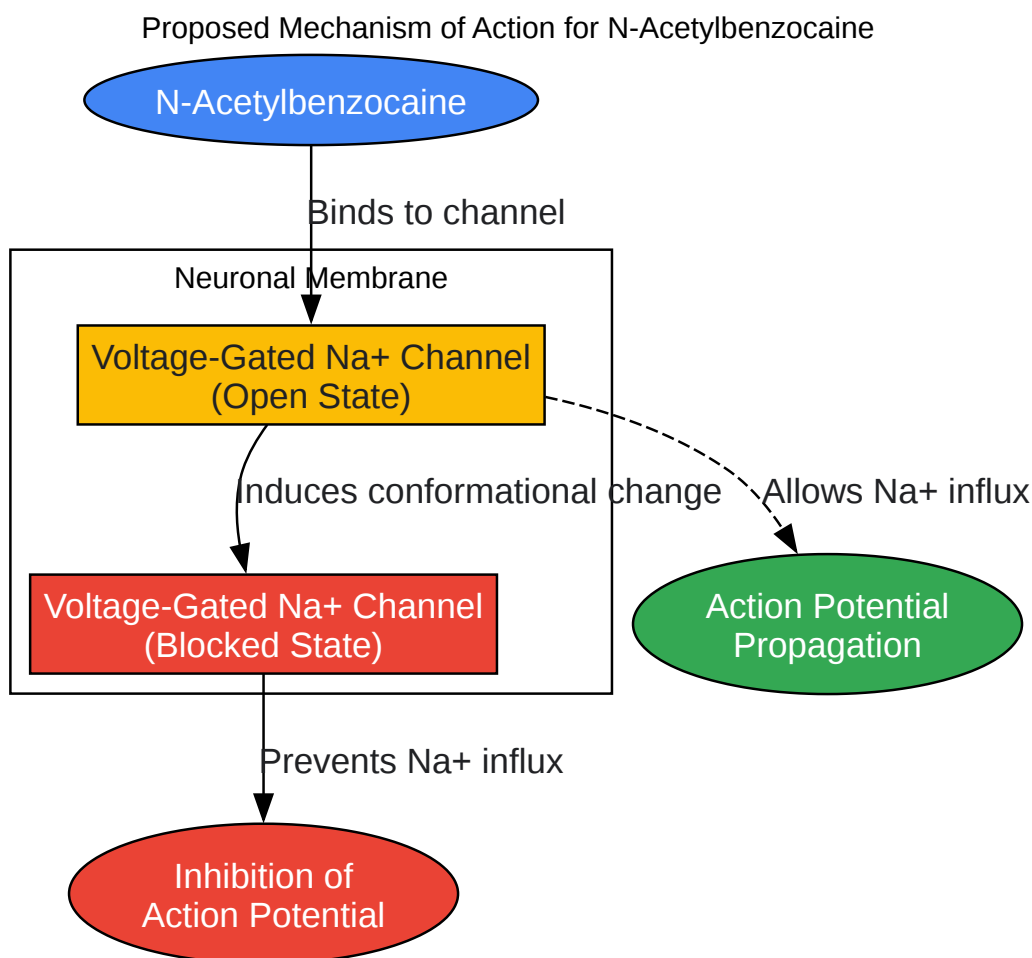 Proposed Mechanism of Action for N-Acetylbenzocaine
N-Acetylbenzocaine
Binds to channel
Neuronal Membrane
Voltage-Gated Na+ Channel
(Open State)
Induces conformational change
Allows Na+ influx
Voltage-Gated Na+ Channel
(Blocked State)
Action Potential
Propagation
Prevents Na+ influx
Inhibition of
Action Potential